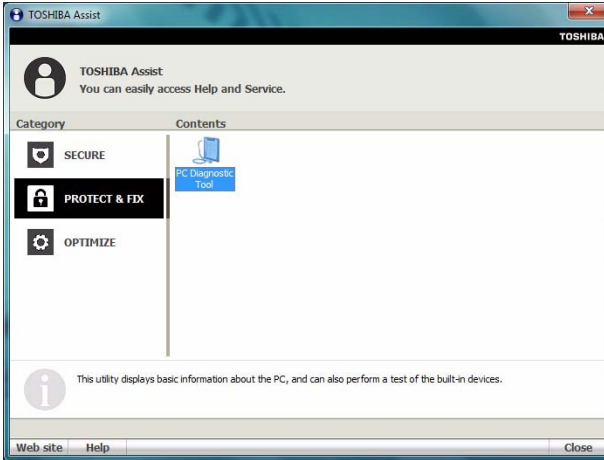 TOSHIBA Assist
TOSHIBA
TOSHIBA Assist
You can easily access Help and Service.
Category
Contents
SECURE
PROTECT & FIX
OPTIMIZE
PC Diagnostic
Tool
This utility displays basic information about the PC, and can also perform a test of the built-in devices.
Web site
Help
Close